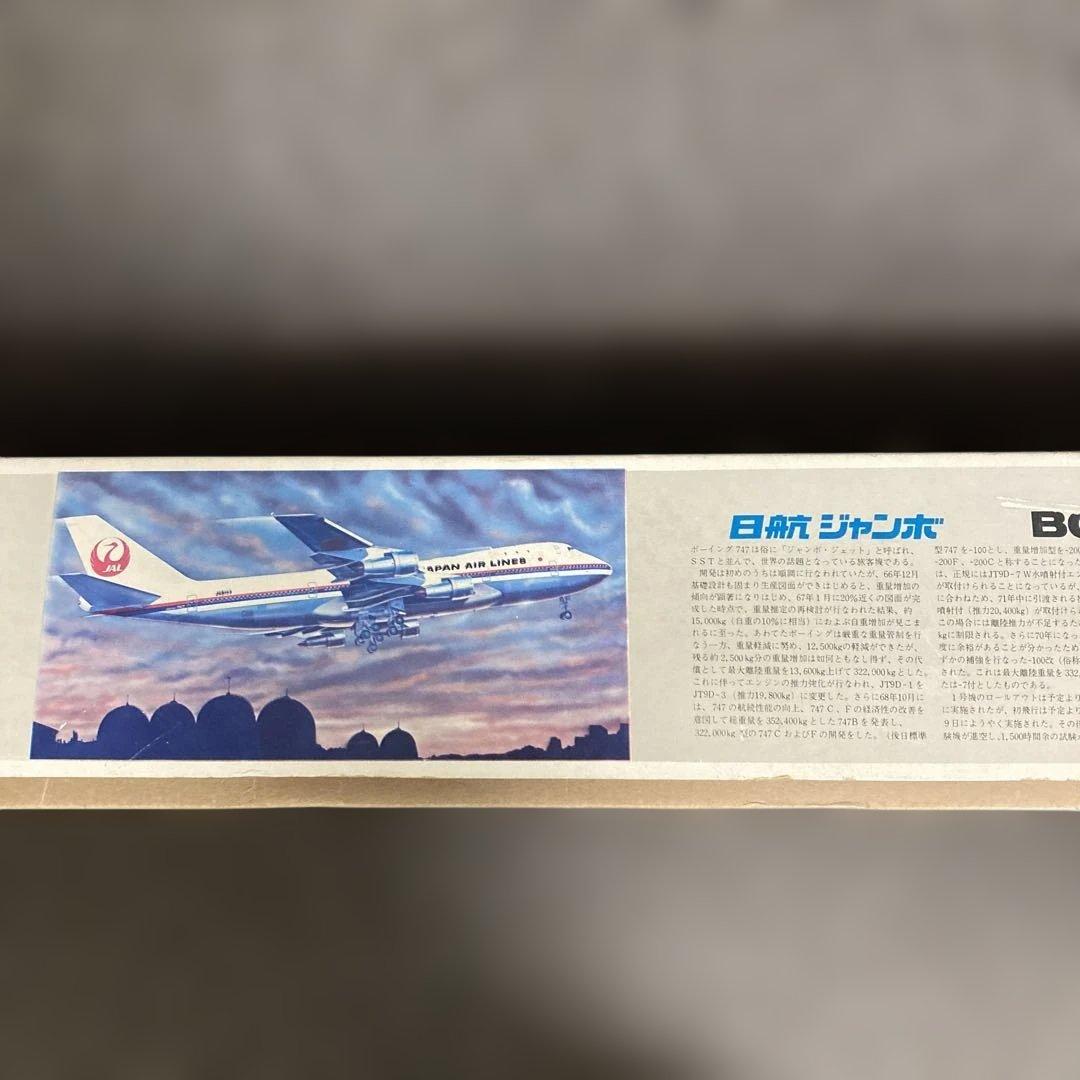 JAL
JAPAN AIR LINES
日航 ジャンボ
ボーイング747は俗に「ジャンボ・ジェット」と呼ばれ、
SSTと並んで、世界の話題となっている旅客機である。
開発は初めのうちは順調に行なわれていたが、66年12月
基礎設計も固まり生産図面ができはじめると、重量増加の
傾向が顕著になりはじめ、67年1月に20%近くの図面が完
成した時点で、重量推定の再検討が行なわれた結果、約
15,000kg(自重の10%に相当)におよぶ自重増加が見こま
れるに至った。あわてたボーイングは厳重な重量管制を行
なう一方、重量軽減に努め、12,500kgの軽減ができたが、
残る約2,500kg分の重量増加は如何ともなし得ず、その代
償として最大離陸重量を13,600kg上げて322,000kgとした。
これに伴ってエンジンの推力強化が行なわれ、JT9D-1を
JT9D-3(推力19,800kg)に変更した。さらに68年10月に
は、747の航続性能の向上、747C、Fの経済性の改善を
意図して総重量を352,400kgとした747Bを発表し、
322,000kg型の747CおよびFの開発をした。(後日標準
BO
型747を-100とし、重量増加型を-20
-200F、-200Cと称することになった
は、正規にはJT9D-7W水噴射付エ
が取付けられることになっているが、
に合わねため、71年中に引渡される
噴射付(推力20,400kg)が取付けら
この場合には離陸推力が不足するた
kgに制限される。さらに70年になっ
度に余裕があることが分かったため
ずかの補強を行なった-100改(俗称
された。これは最大離陸重量を332,
たは-7付としたものである。
1号機のロールアウトは予定より
に実施されたが、初飛行は予定より
9日にようやく実施された。その後
験機が進空し、1,500時間余の試験